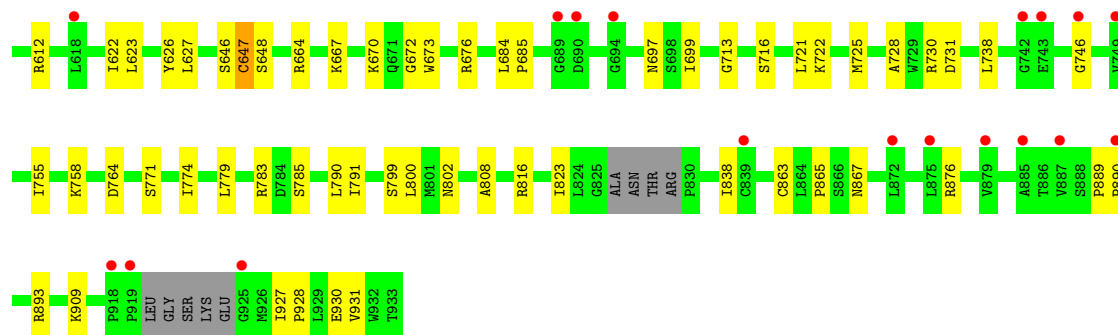 R612 L618 I622 L623 Y626 L627 S646 C647 S648 R664 K667 K670 Q671 G672 W673 R676 L684 P685 G689 D690 G694 N697 S698 I699 G713 S716 L721 K722 M725 A728 W729 R730 D731 L738 G742 E743 G746 V749
I755 K758 D764 S771 I774 L779 R783 D784 S785 L790 I791 S799 L800 M801 N802 A808 R816 I823 L824 G825 ALA ASN THR ARG P830 I838 C839 C863 L864 P865 S866 N867 L872 L875 R876 V879 A885 T886 V887 S888 P889 P890
R893 K909 P918 P919 LEU GLY SER LYS GLU G925 M926 I927 P928 L929 E930 V931 W932 T933